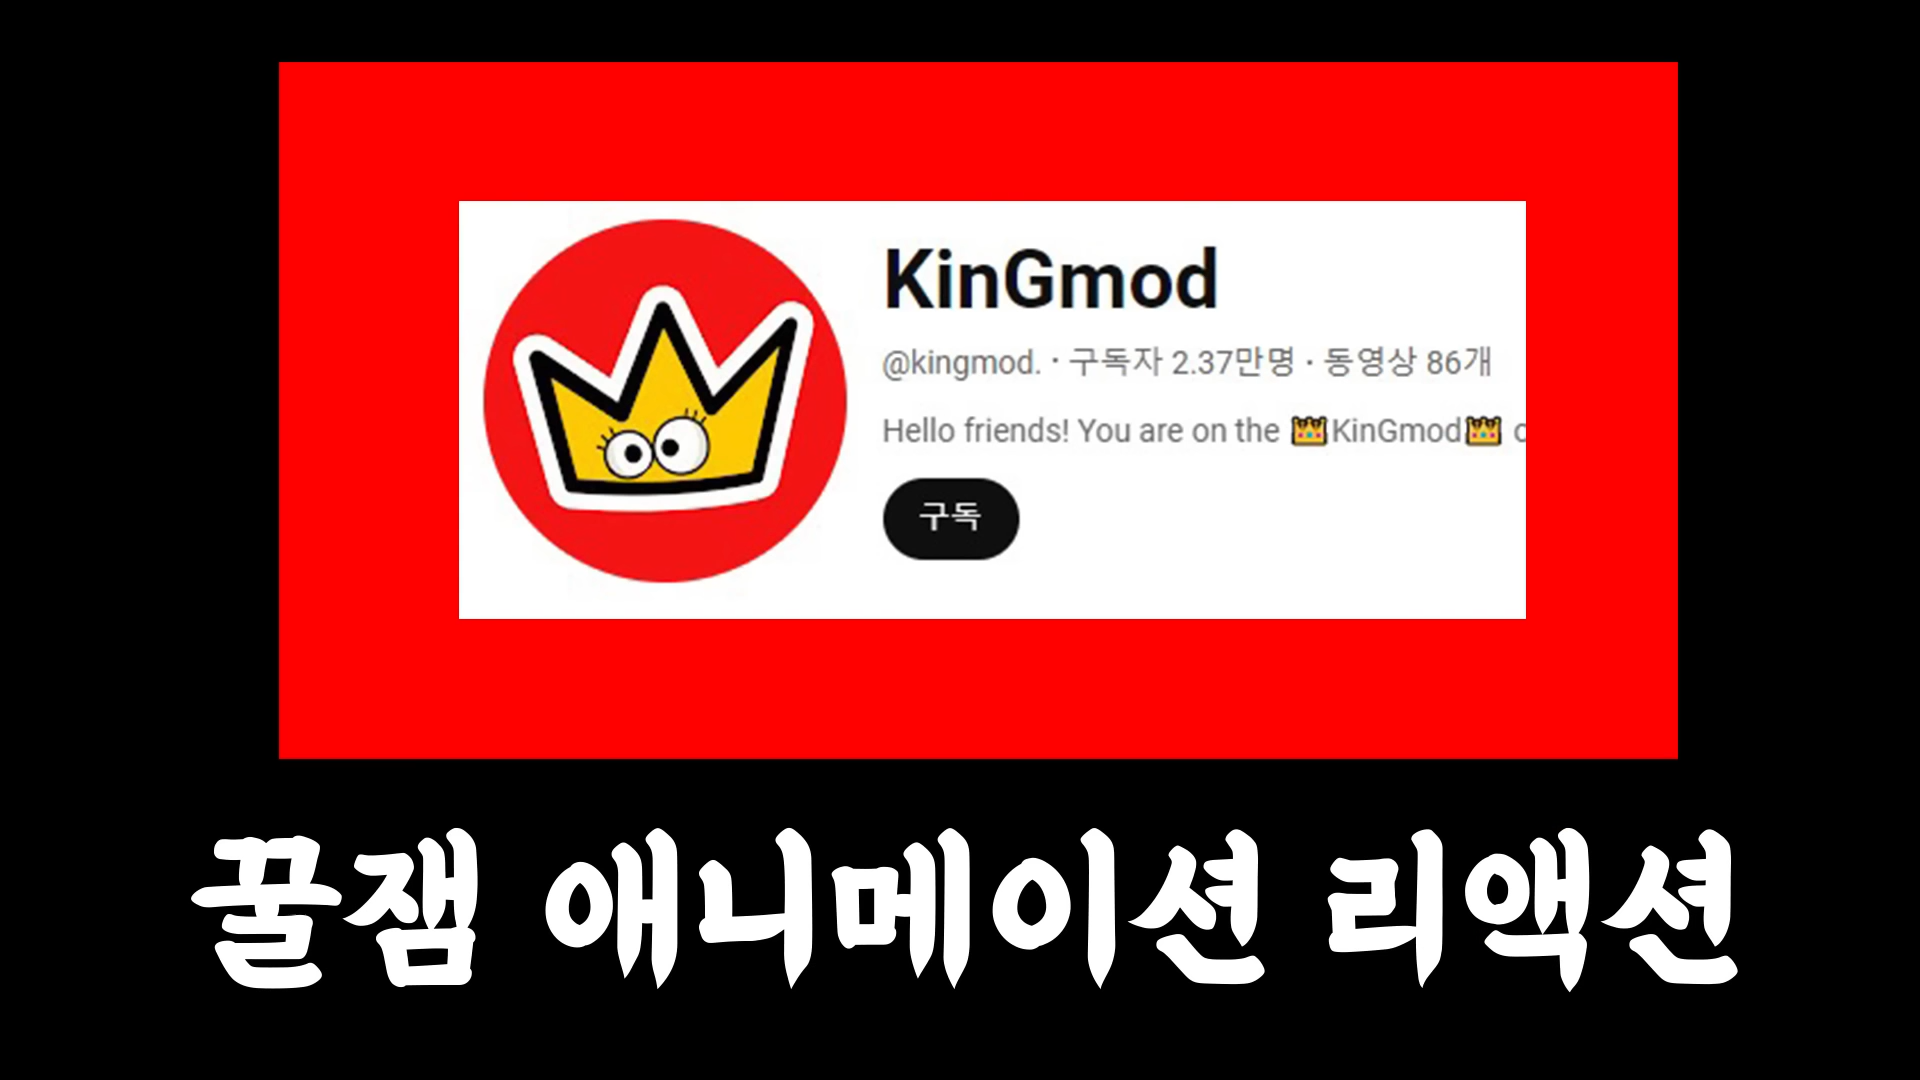 KinGmod
@kingmod. · 구독자 2.37만명 · 동영상 86개
Hello friends! You are on the 👑KinGmod👑
구독
꿀잼 애니메이션 리액션